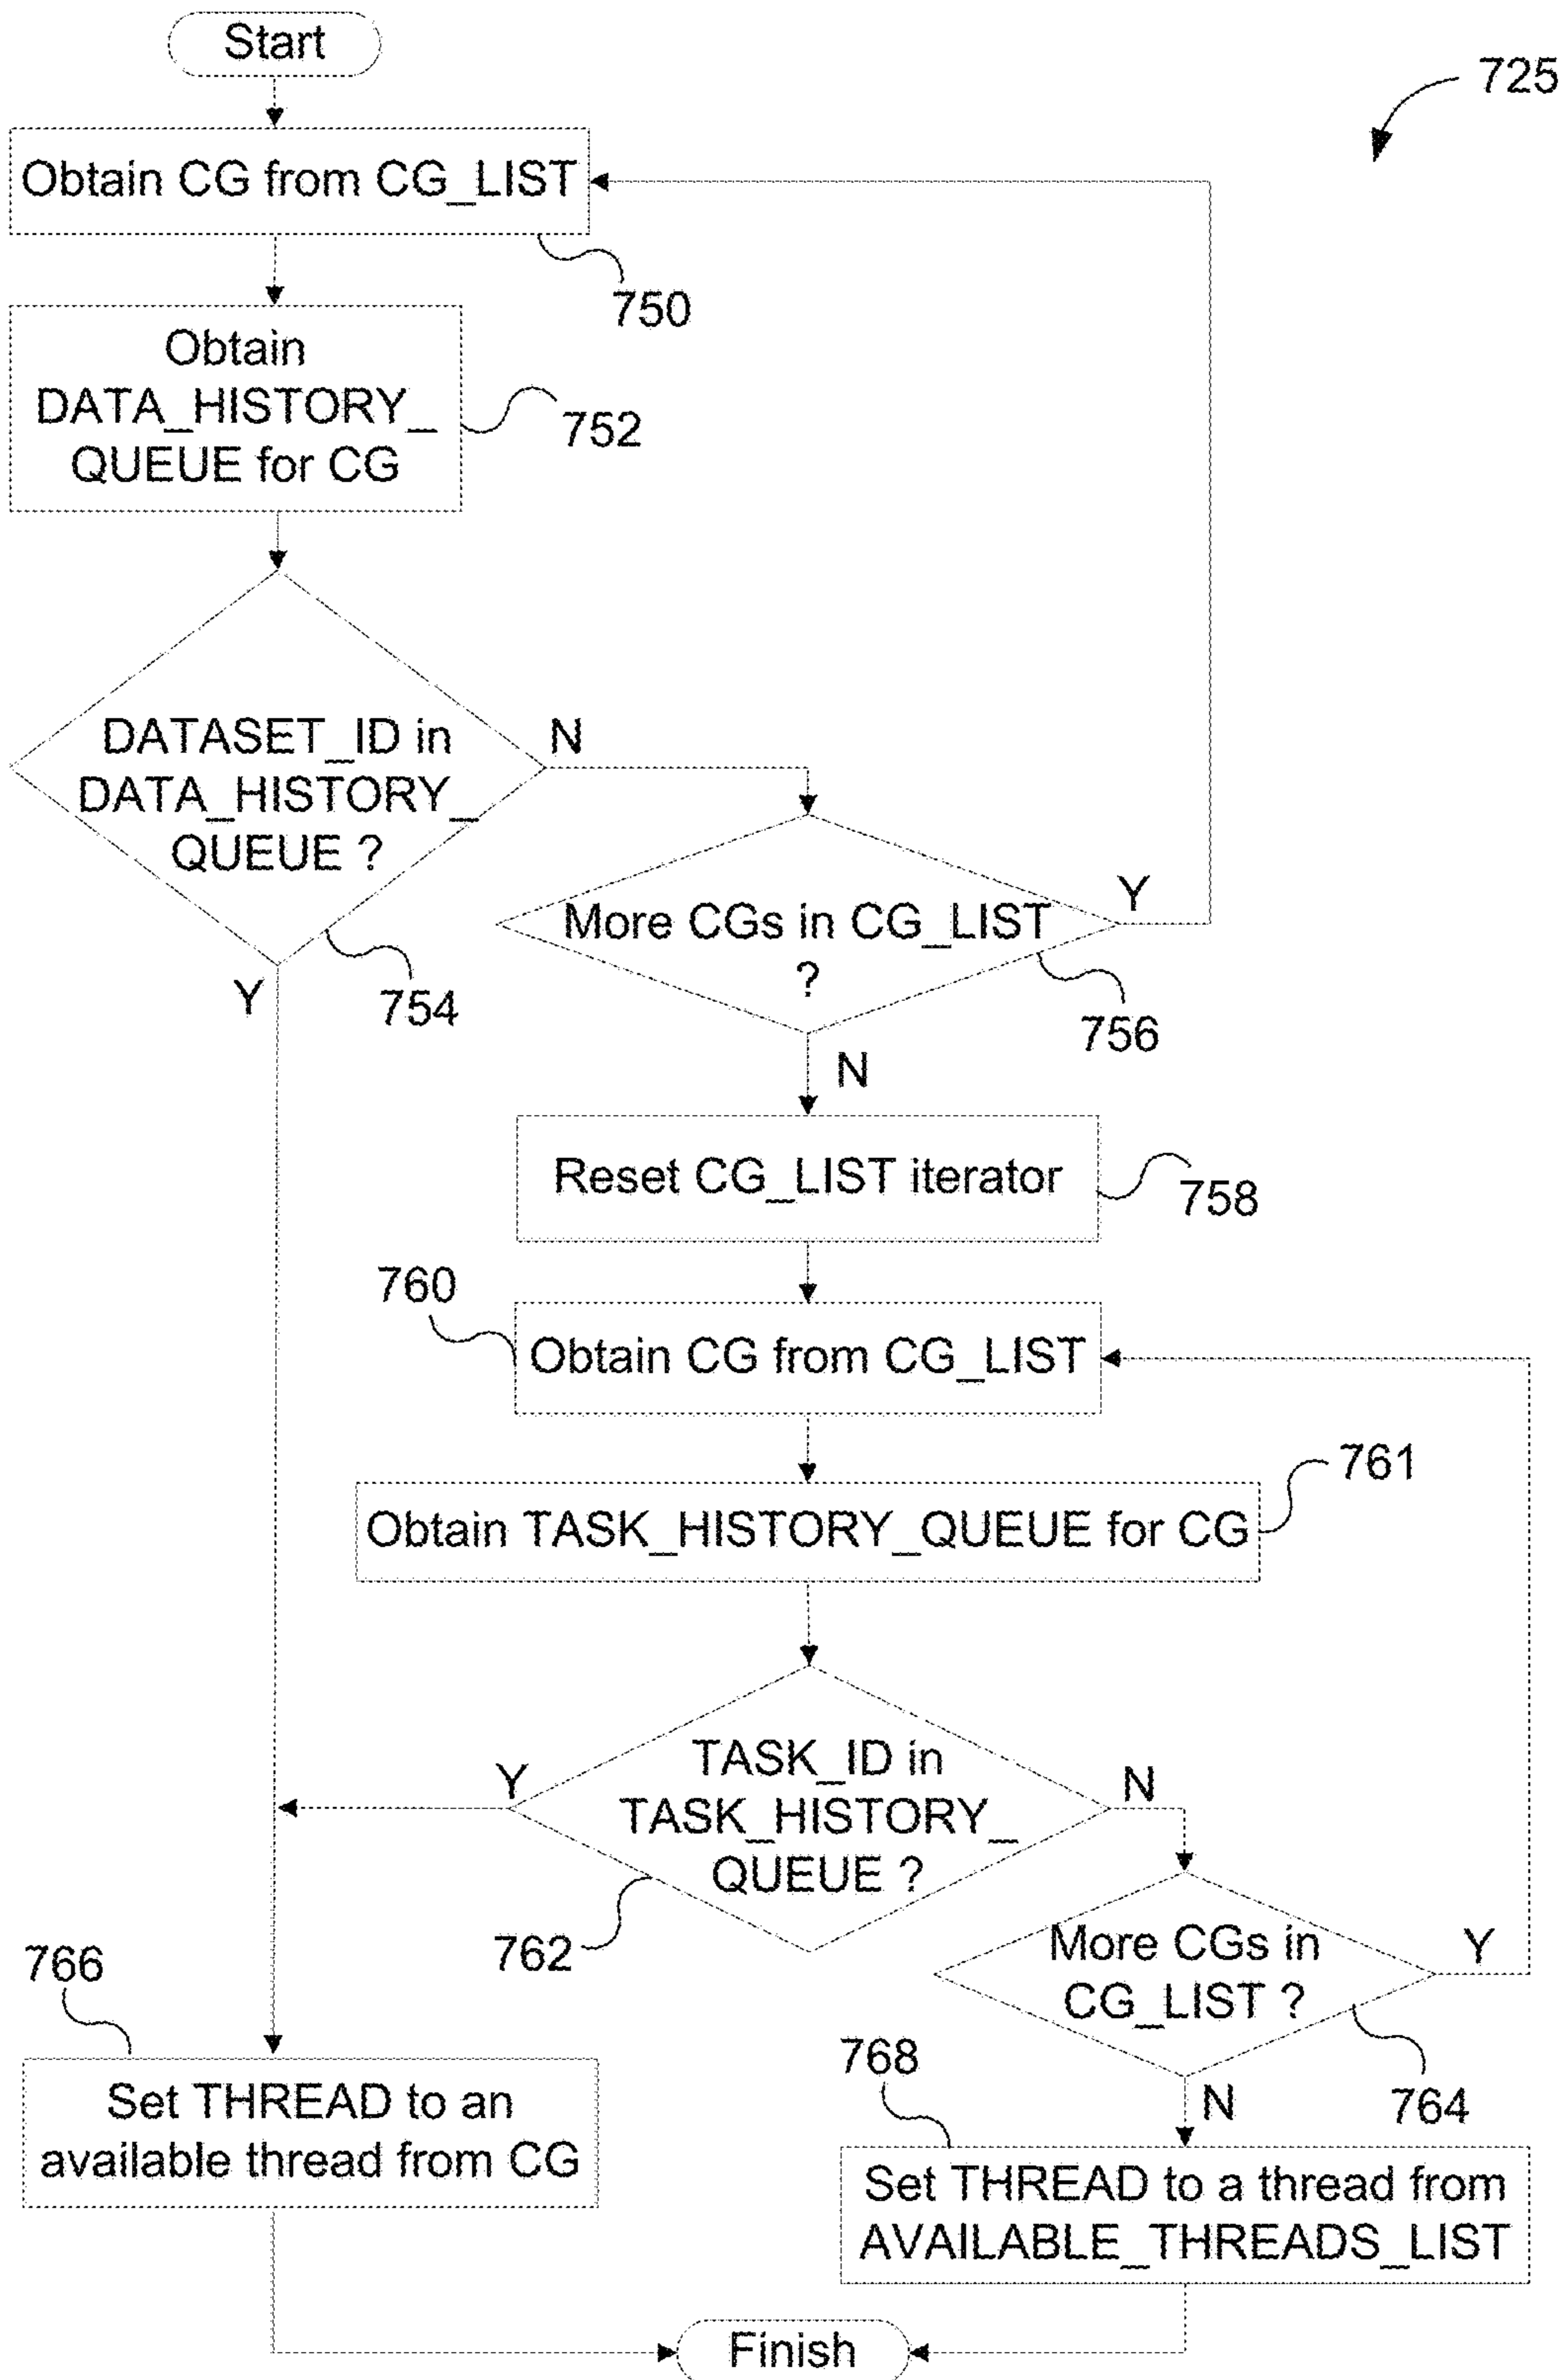 Start
725
Obtain CG from CG_LIST
750
Obtain
DATA_HISTORY_
QUEUE for CG
752
DATASET_ID in
DATA_HISTORY_
QUEUE ?
N
Y
754
More CGs in CG_LIST
?
Y
756
N
Reset CG_LIST iterator
758
760
Obtain CG from CG_LIST
761
Obtain TASK_HISTORY_QUEUE for CG
Y
TASK_ID in
TASK_HISTORY_
QUEUE ?
N
762
More CGs in
CG_LIST ?
Y
764
N
766
Set THREAD to an
available thread from CG
768
Set THREAD to a thread from
AVAILABLE_THREADS_LIST
Finish